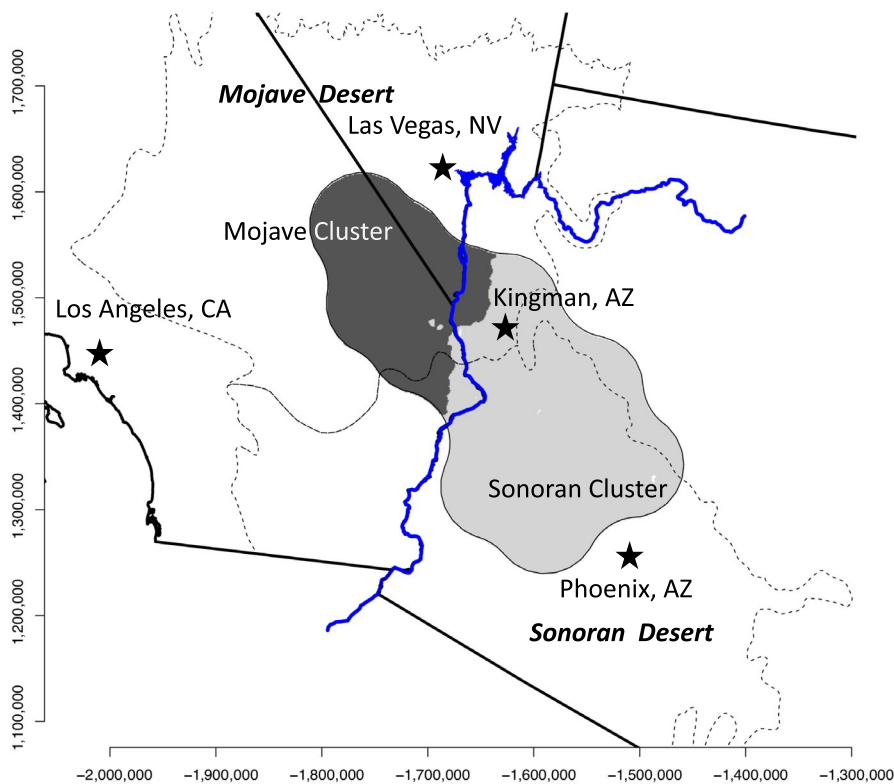 Mojave Desert
Las Vegas, NV
Mojave Cluster
Kingman, AZ
Los Angeles, CA
Sonoran Cluster
Phoenix, AZ
Sonoran Desert
1,700,000
1,600,000
1,500,000
1,400,000
1,300,000
1,200,000
1,100,000
−2,000,000
−1,900,000
−1,800,000
−1,700,000
−1,600,000
−1,500,000
−1,400,000
−1,300,000